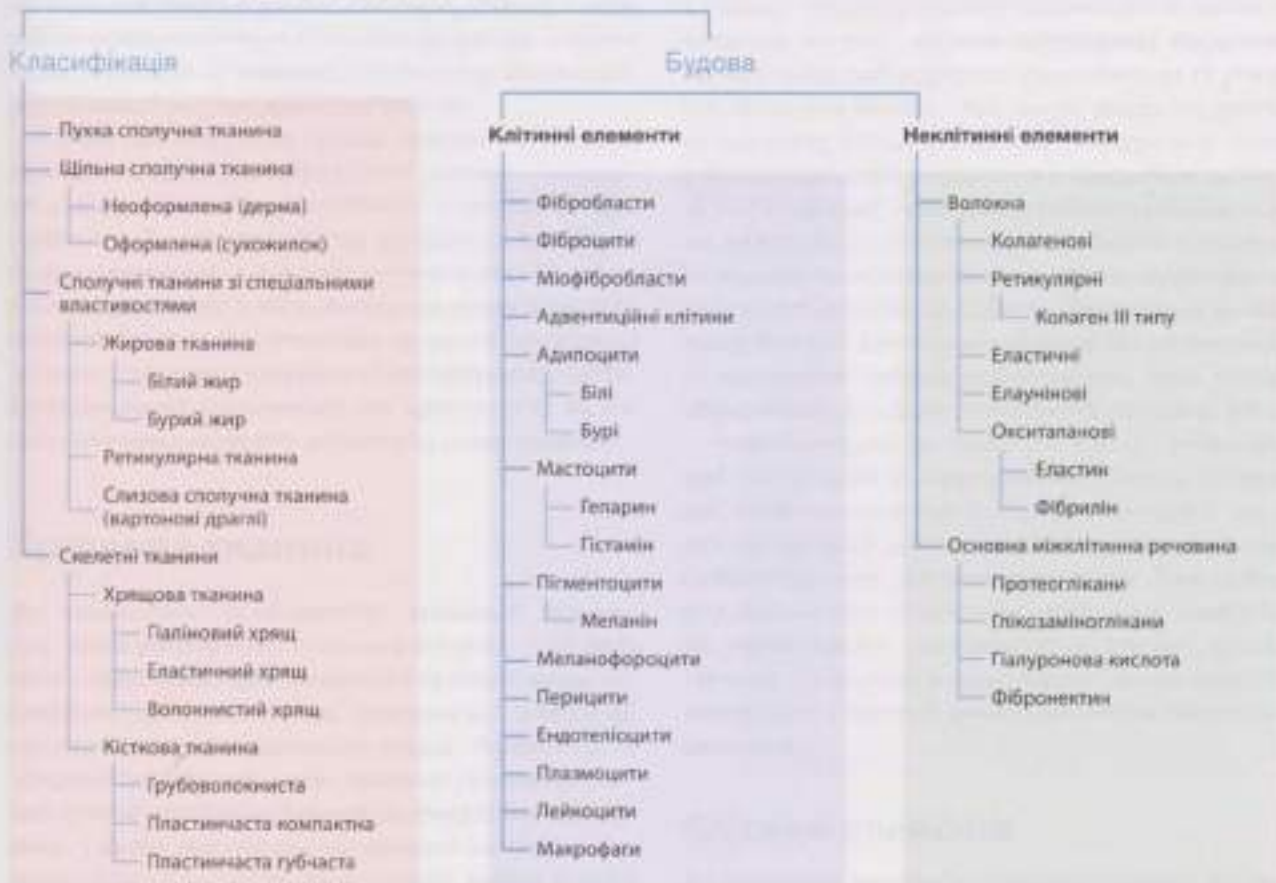 Класифікація
Пухка сполучна тканина
Щільна сполучна тканина
Неоформлена (дерма)
Оформлена (сухожилок)
Сполучні тканини зі спеціальними
властивостями
Жирова тканина
Білий жир
Бурий жир
Ретикулярна тканина
Слизова сполучна тканина
(вартонові драглі)
Скелетні тканини
Хрящова тканина
Гіаліновий хрящ
Еластичний хрящ
Волокнистий хрящ
Кісткова тканина
Грубоволокниста
Пластинчаста компактна
Пластинчаста губчаста
Будова
Клітинні елементи
Фібробласти
Фіброцити
Міофібробласти
Адвентиційні клітини
Адипоцити
Білі
Бурі
Мастоцити
Гепарин
Гістамін
Пігментоцити
Меланін
Меланофороцити
Перицити
Ендотеліоцити
Плазмоцити
Лейкоцити
Макрофаги
Неклітинні елементи
Волокна
Колагенові
Ретикулярні
Колаген III типу
Еластичні
Елаунінові
Окситаланові
Еластин
Фібрилін
Основна міжклітинна речовина
Протеоглікани
Глікозаміноглікани
Гіалуронова кислота
Фібронектин